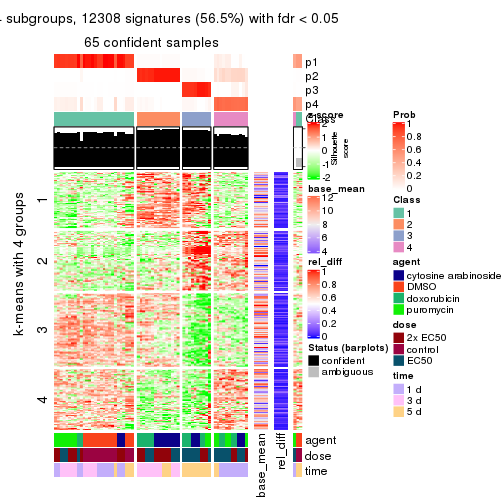 4 subgroups, 12308 signatures (56.5%) with fdr < 0.05
65 confident samples
p1
p2
p3
p4
Class
Silhouette
score
z-score
2
1
0
-1
-2
base_mean
12
10
8
6
4
rel_diff
1
0.8
0.6
0.4
0.2
0
Status (barplots)
confident
ambiguous
Prob
1
0.8
0.6
0.4
0.2
0
Class
1
2
3
4
agent
cytosine arabinoside
DMSO
doxorubicin
puromycin
dose
2x EC50
control
EC50
time
1 d
3 d
5 d
k-means with 4 groups
1
2
3
4
agent
dose
time
base_mean
rel_diff